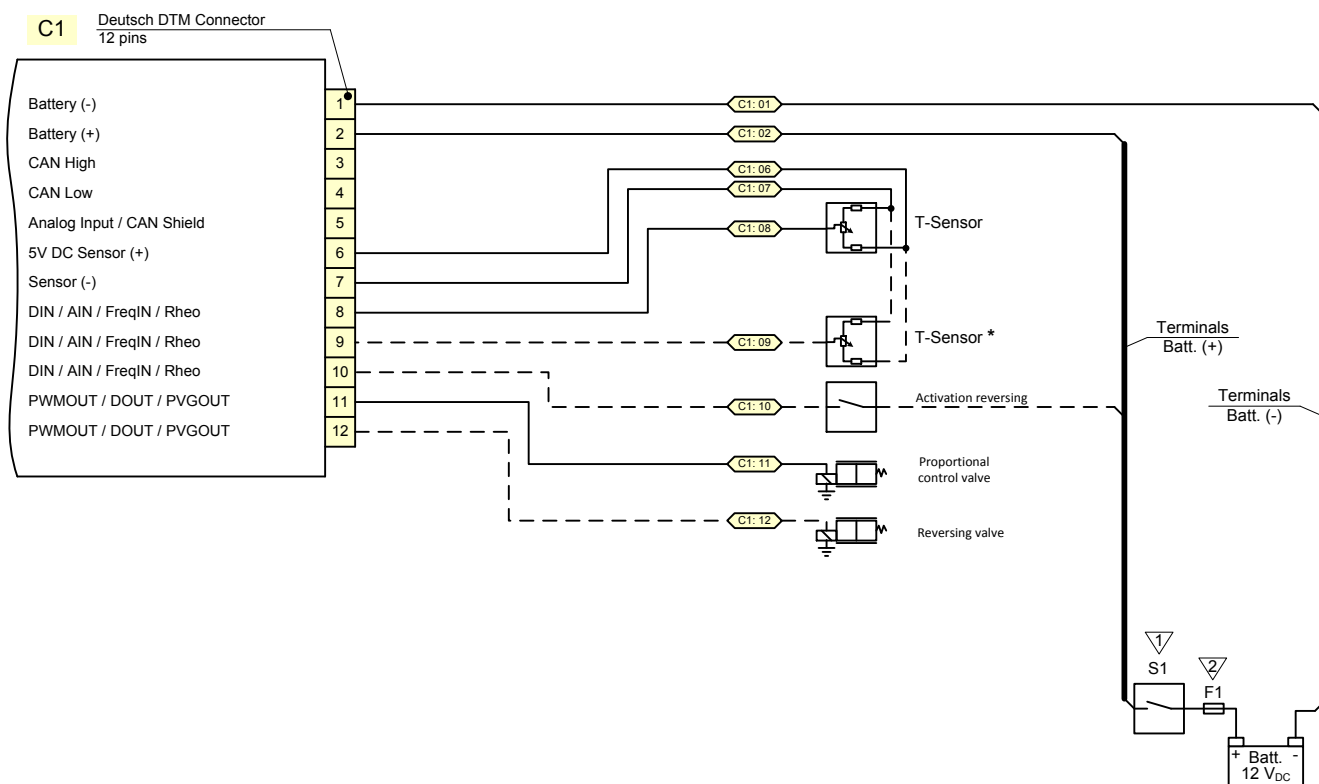 C1
Deutsch DTM Connector
12 pins
Battery (-)
1
C1: 01
Battery (+)
2
C1: 02
CAN High
3
C1: 06
CAN Low
4
C1: 07
Analog Input / CAN Shield
5
C1: 08
T-Sensor
5V DC Sensor (+)
6
Sensor (-)
7
DIN / AIN / FreqIN / Rheo
8
DIN / AIN / FreqIN / Rheo
9
C1: 09
T-Sensor *
Terminals
Batt. (+)
DIN / AIN / FreqIN / Rheo
10
C1: 10
Activation reversing
Terminals
Batt. (-)
PWMOUT / DOUT / PVGOUT
11
C1: 11
Proportional
control valve
PWMOUT / DOUT / PVGOUT
12
C1: 12
Reversing valve
1
S1
2
F1
+ Batt. -
12 VDC